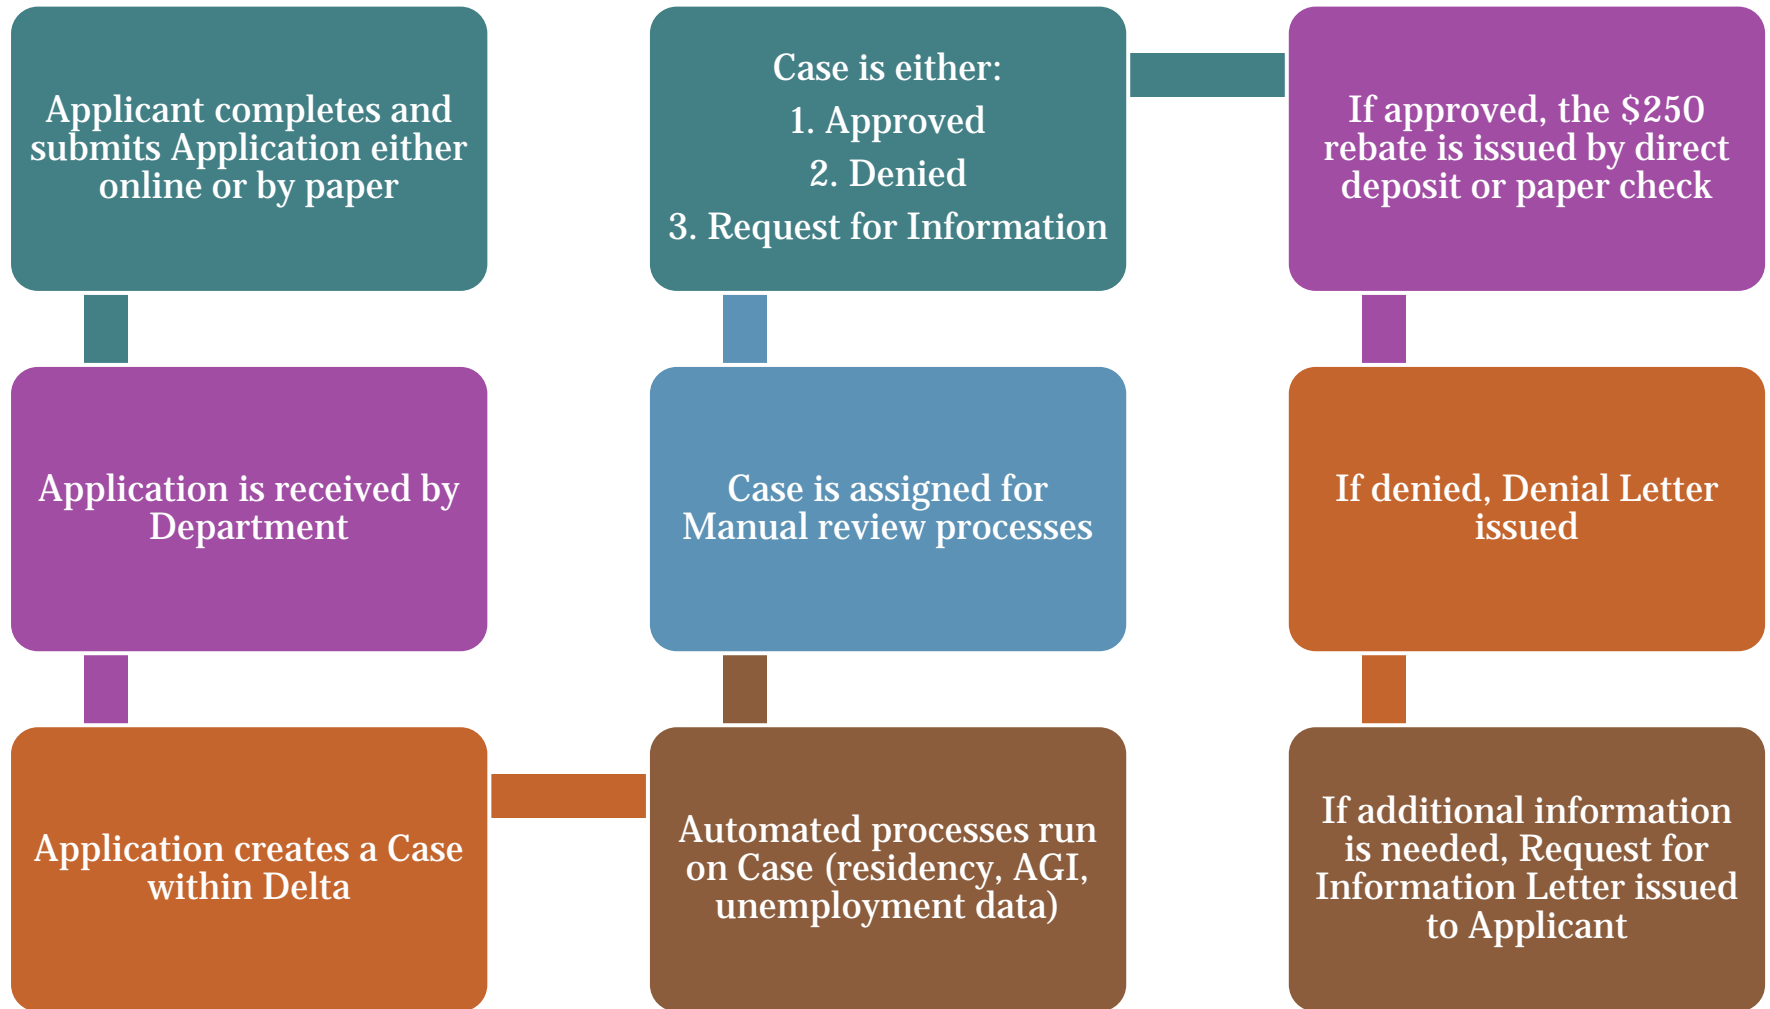 Applicant completes and
submits Application either
online or by paper
Application is received by
Department
Application creates a Case
within Delta
Automated processes run
on Case (residency, AGI,
unemployment data)
Case is assigned for
Manual review processes
Case is either:
1. Approved
2. Denied
3. Request for Information
If approved, the $250
rebate is issued by direct
deposit or paper check
If denied, Denial Letter
issued
If additional information
is needed, Request for
Information Letter issued
to Applicant